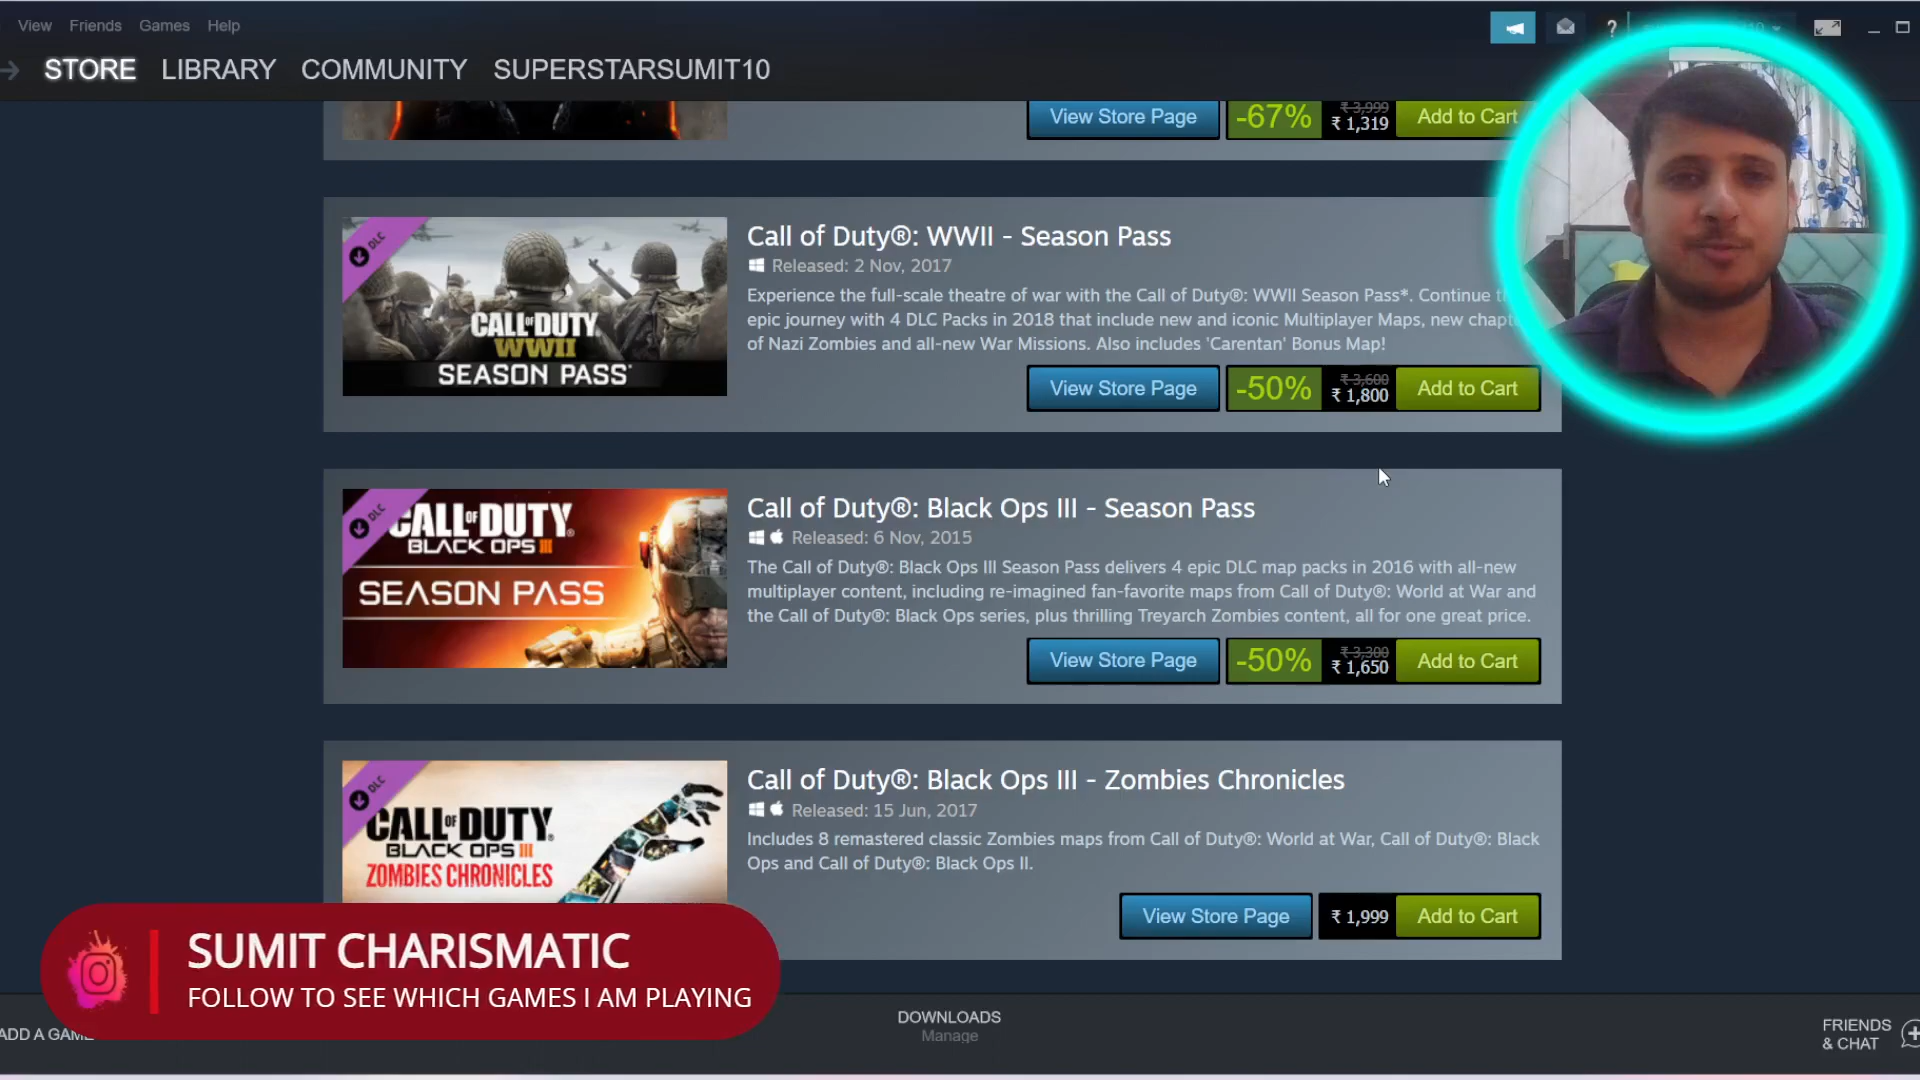 View Friends Games Help
?
STORE LIBRARY COMMUNITY SUPERSTARSUMIT10
View Store Page -67% ₹ 3,999 ₹ 1,319 Add to Cart
DLC
CALL OF DUTY
WWII
SEASON PASS
Call of Duty®: WWII - Season Pass
Released: 2 Nov, 2017
Experience the full-scale theatre of war with the Call of Duty®: WWII Season Pass*. Continue
epic journey with 4 DLC Packs in 2018 that include new and iconic Multiplayer Maps, new
of Nazi Zombies and all-new War Missions. Also includes 'Carentan' Bonus Map!
View Store Page -50% ₹ 3,600 ₹ 1,800 Add to Cart
DLC
CALL OF DUTY
BLACK OPS III
SEASON PASS
Call of Duty®: Black Ops III - Season Pass
Released: 6 Nov, 2015
The Call of Duty®: Black Ops III Season Pass delivers 4 epic DLC map packs in 2016 with all-new
multiplayer content, including re-imagined fan-favorite maps from Call of Duty®: World at War and
the Call of Duty®: Black Ops series, plus thrilling Treyarch Zombies content, all for one great price.
View Store Page -50% ₹ 3,300 ₹ 1,650 Add to Cart
DLC
CALL OF DUTY
BLACK OPS III
ZOMBIES CHRONICLES
Call of Duty®: Black Ops III - Zombies Chronicles
Released: 15 Jun, 2017
Includes 8 remastered classic Zombies maps from Call of Duty®: World at War, Call of Duty®: Black
Ops and Call of Duty®: Black Ops II.
View Store Page ₹ 1,999 Add to Cart
SUMIT CHARISMATIC
FOLLOW TO SEE WHICH GAMES I AM PLAYING
ADD A GAME
DOWNLOADS
Manage
FRIENDS
& CHAT